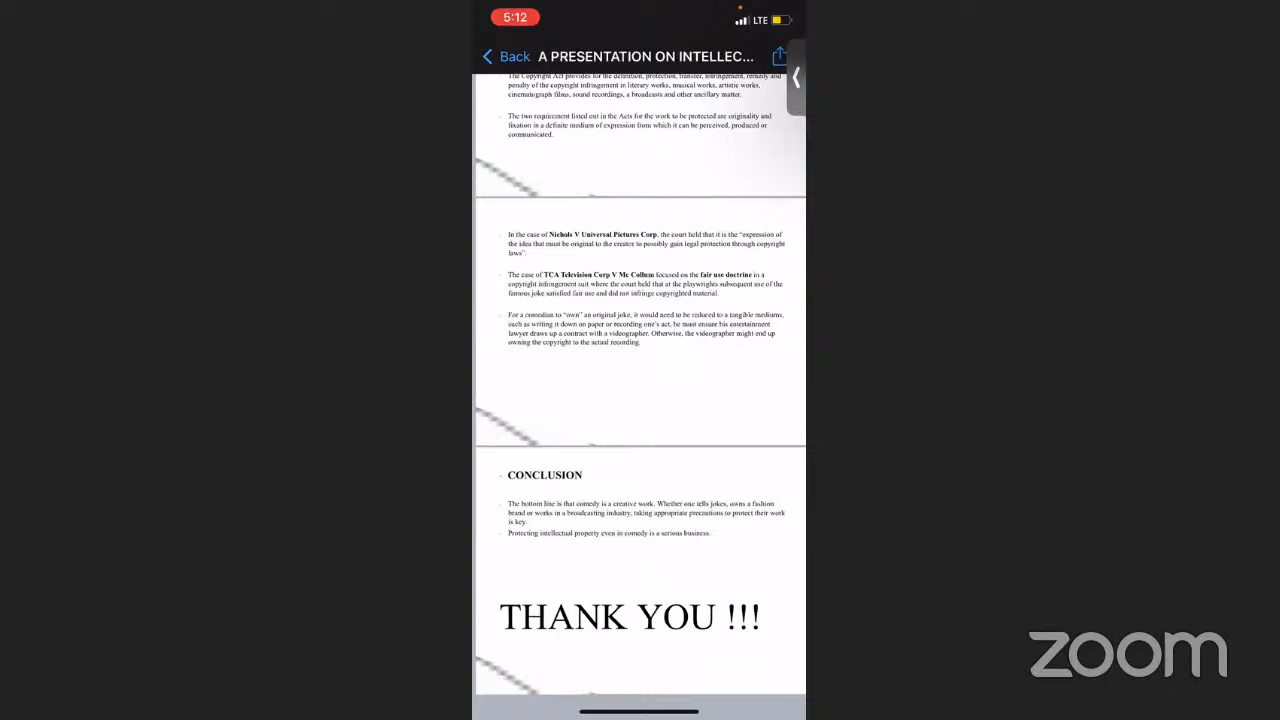 5:12
LTE
Back A PRESENTATION ON INTELLEC...
The Copyright Act provides for the definition, protection, transfer, infringement, remedy and
penalty of the copyright infringement in literary works, musical works, artistic works,
cinematograph films, sound recordings, a broadcasts and other ancillary matter.
The two requirement listed out in the Acts for the work to be protected are originality and
fixation in a definite medium of expression from which it can be perceived, produced or
communicated.
In the case of Nichols V Universal Pictures Corp, the court held that it is the "expression of
the idea that must be original to the creator to possibly gain legal protection through copyright
laws".
The case of TCA Television Corp V Mc Collum focused on the fair use doctrine in a
copyright infringement suit where the court held that at the playwrights subsequent use of the
famous joke satisfied fair use and did not infringe copyrighted material.
For a comedian to "own" an original joke, it would need to be reduced to a tangible mediums,
such as writing it down on paper or recording one's act, he must ensure his entertainment
lawyer draws up a contract with a videographer. Otherwise, the videographer might end up
owning the copyright to the actual recording.
CONCLUSION
The bottom line is that comedy is a creative work. Whether one tells jokes, owns a fashion
brand or works in a broadcasting industry, taking appropriate precautions to protect their work
is key.
Protecting intellectual property even in comedy is a serious business.
THANK YOU !!!
zoom